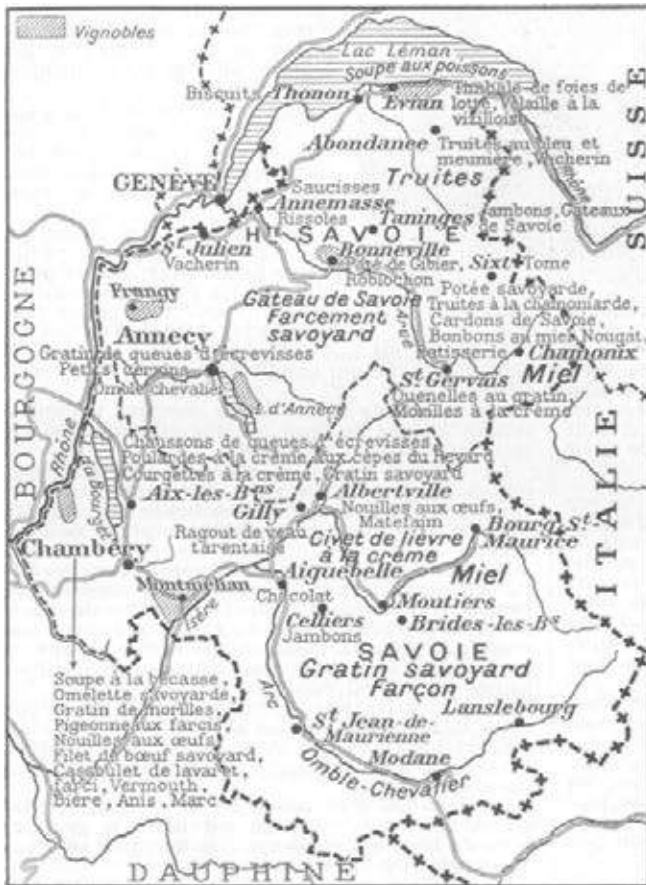 Vignobles
Lac Léman
Soupe aux poissons
Biscuits
Thonon
Evian
Timbale de foies de
lotte, Volaille à la
Abondance
Truites au bleu et
meunière, Vacherin
Truites
Rhône
SUISSE
GENÈVE
Saucisses
Annemasse
Rissoles
Taninges
Jambons, Gateaux
de Savoie
St Julien
Vacherin
Hte SAVOIE
Bonneville
Pâté de Gibier,
Roblochon
Sixt
Tome
Frangy
Gâteau de Savoie
Farcement
savoyard
Arve
Potée savoyarde,
Truites à la chamoniarde,
Cardons de Savoie,
Bonbons au miel Nougat,
Patisserie
Chamonix
Miel
Annecy
Gratin de queues d'écrevisses
Omble chevalier
L. d'Annecy
St Gervais
Quenelles au gratin,
Morilles à la crème
BOURGOGNE
ITALIE
Rhône
du Bourget
Chaussons de queues d'écrevisses,
Poulardes à la crème aux cèpes du Revard
Courgettes à la crème, Gratin savoyard
Aix-les-Bns
Gilly
Albertville
Nouilles aux œufs,
Matefaim
Bourg St-
Maurice
Chambéry
Ragout de veau
tarentaise
Civet de lièvre
à la crème
Miel
Aiguebelle
Chocolat
Montmélian
Isère
Moutiers
Celliers
Jambons
Brides-les-Bs
SAVOIE
Gratin savoyard
Farçon
Lanslebourg
Soupe à la bécasse,
Omelette savoyarde,
Gratin de morilles,
Pigeonneaux farcis,
Nouilles aux œufs,
Filet de bœuf savoyard,
Cassoulet de lavaret,
farci, Vermouth,
Bière, Anis, Marc
Arc
St Jean-de-
Maurienne
Modane
Omble-Chevalier
DAUPHINE